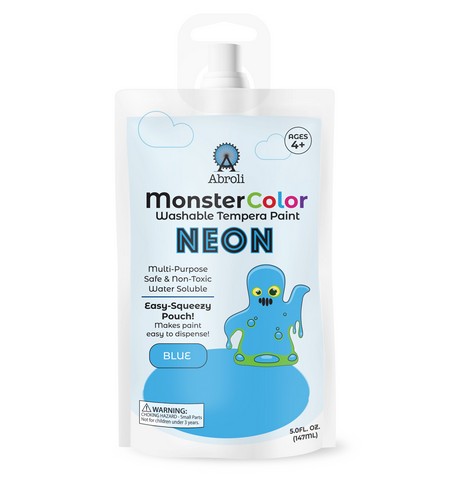 AGES
4+
Abroli
MonsterColor
Washable Tempera Paint
NEON
Multi-Purpose
Safe & Non-Toxic
Water Soluble
Easy-Squeezy
Pouch!
Makes paint
easy to dispense!
BLUE
WARNING:
CHOKING HAZARD - Small Parts
Not for children under 3 years
5.0FL. OZ.
(147ML)